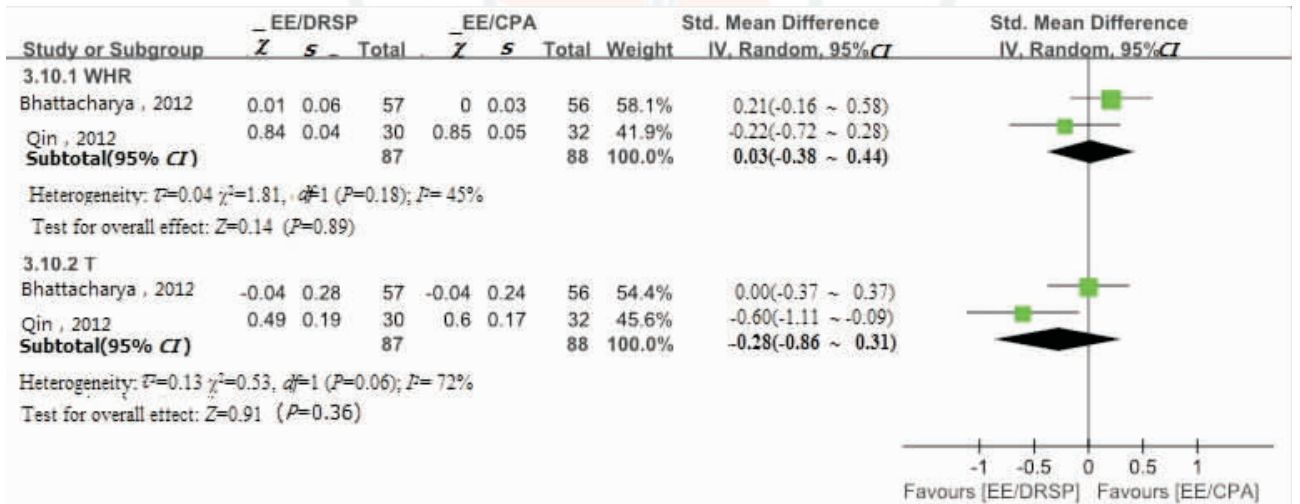 _ EE/DRSP _EE/CPA Std. Mean Difference Std. Mean Difference
Study or Subgroup χ s _ Total χ s Total Weight IV, Random, 95%CI IV, Random, 95%CI
3.10.1 WHR
Bhattacharya , 2012 0.01 0.06 57 0 0.03 56 58.1% 0.21(-0.16 ~ 0.58)
Qin , 2012 0.84 0.04 30 0.85 0.05 32 41.9% -0.22(-0.72 ~ 0.28)
Subtotal(95% CI) 87 88 100.0% 0.03(-0.38 ~ 0.44)
Heterogeneity: τ²=0.04 χ²=1.81, df=1 (P=0.18); I²= 45%
Test for overall effect: Z=0.14 (P=0.89)
3.10.2 T
Bhattacharya , 2012 -0.04 0.28 57 -0.04 0.24 56 54.4% 0.00(-0.37 ~ 0.37)
Qin , 2012 0.49 0.19 30 0.6 0.17 32 45.6% -0.60(-1.11 ~ -0.09)
Subtotal(95% CI) 87 88 100.0% -0.28(-0.86 ~ 0.31)
Heterogeneity: τ²=0.13 χ²=0.53, df=1 (P=0.06); I²= 72%
Test for overall effect: Z=0.91 (P=0.36)
-1 -0.5 0 0.5 1
Favours [EE/DRSP] Favours [EE/CPA]